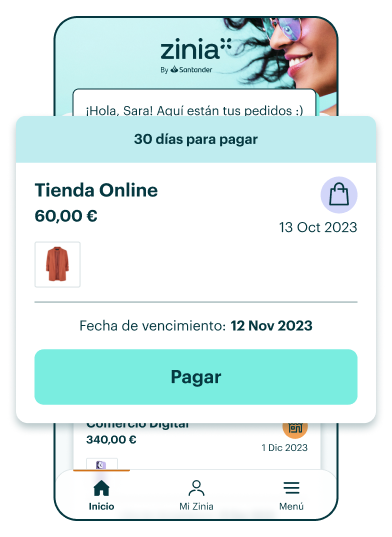 zinia
By Santander
¡Hola, Sara! Aquí están tus pedidos :)
30 días para pagar
Tienda Online
60,00 €
13 Oct 2023
Fecha de vencimiento: 12 Nov 2023
Pagar
Comercio Digital
340,00 €
1 Dic 2023
Inicio
Mi Zinia
Menú